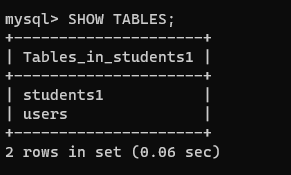 mysql> SHOW TABLES;
+---------------------+
| Tables_in_students1 |
+---------------------+
| students1           |
| users               |
+---------------------+
2 rows in set (0.06 sec)